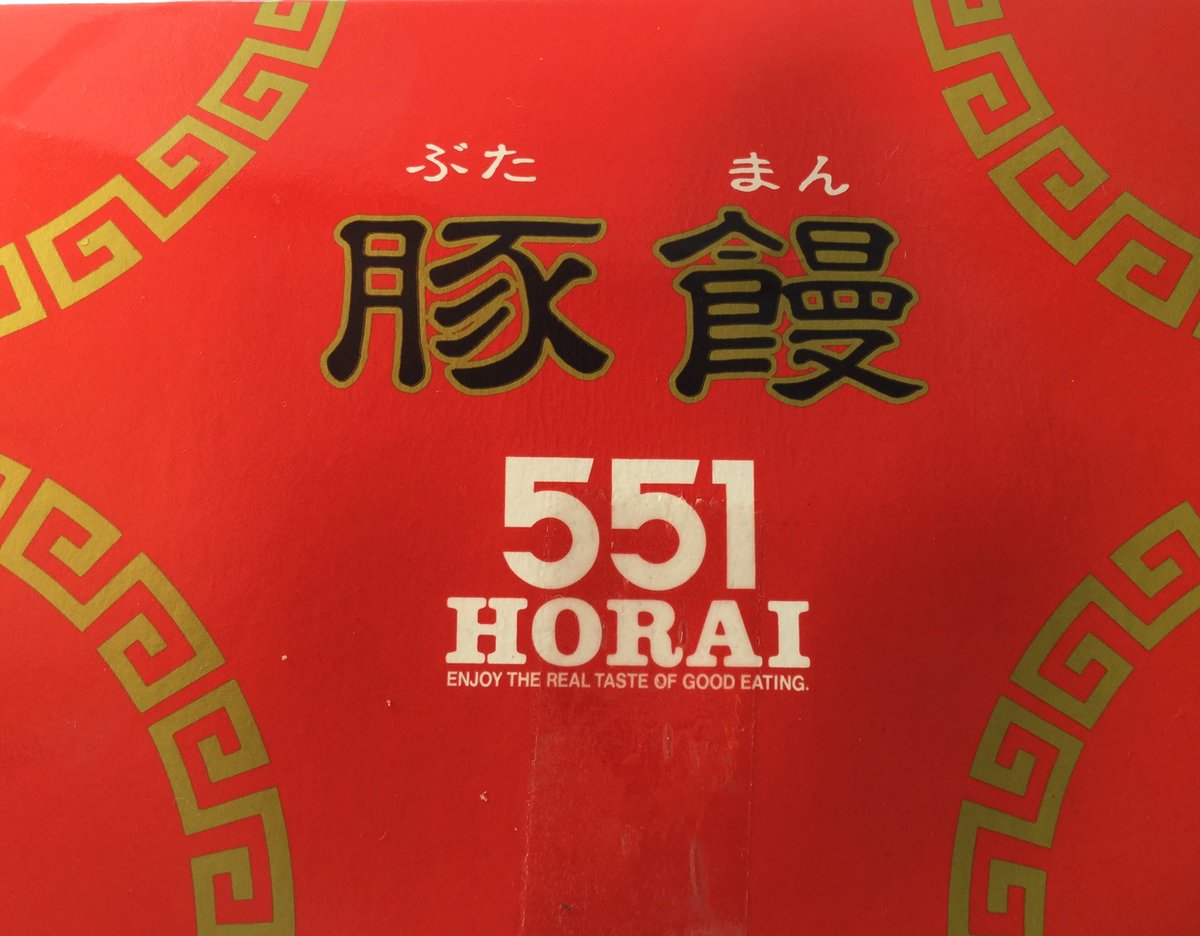 ぶた まん
豚饅
551
HORAI
ENJOY THE REAL TASTE OF GOOD EATING.